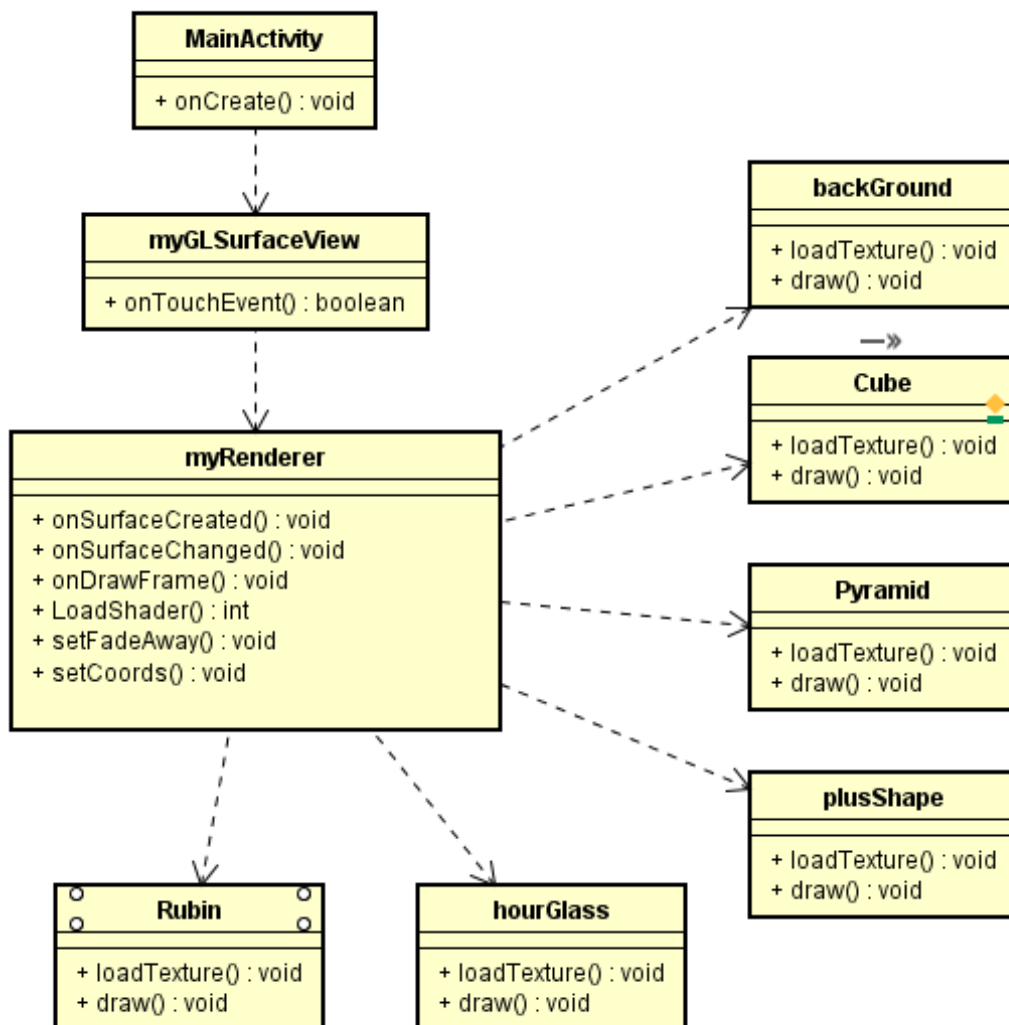 MainActivity
+ onCreate() : void
myGLSurfaceView
+ onTouchEvent() : boolean
myRenderer
+ onSurfaceCreated() : void
+ onSurfaceChanged() : void
+ onDrawFrame() : void
+ LoadShader() : int
+ setFadeAway() : void
+ setCoords() : void
backGround
+ loadTexture() : void
+ draw() : void
Cube
+ loadTexture() : void
+ draw() : void
Pyramid
+ loadTexture() : void
+ draw() : void
plusShape
+ loadTexture() : void
+ draw() : void
Rubin
+ loadTexture() : void
+ draw() : void
hourGlass
+ loadTexture() : void
+ draw() : void